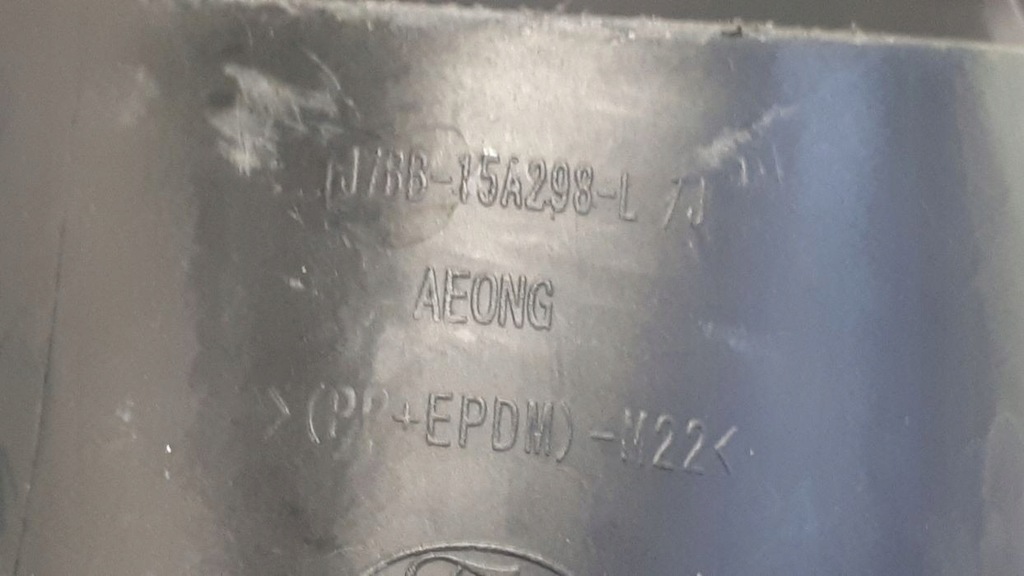 J7BB-15A298-L
AEONG
>(PP+EPDM)-M22<